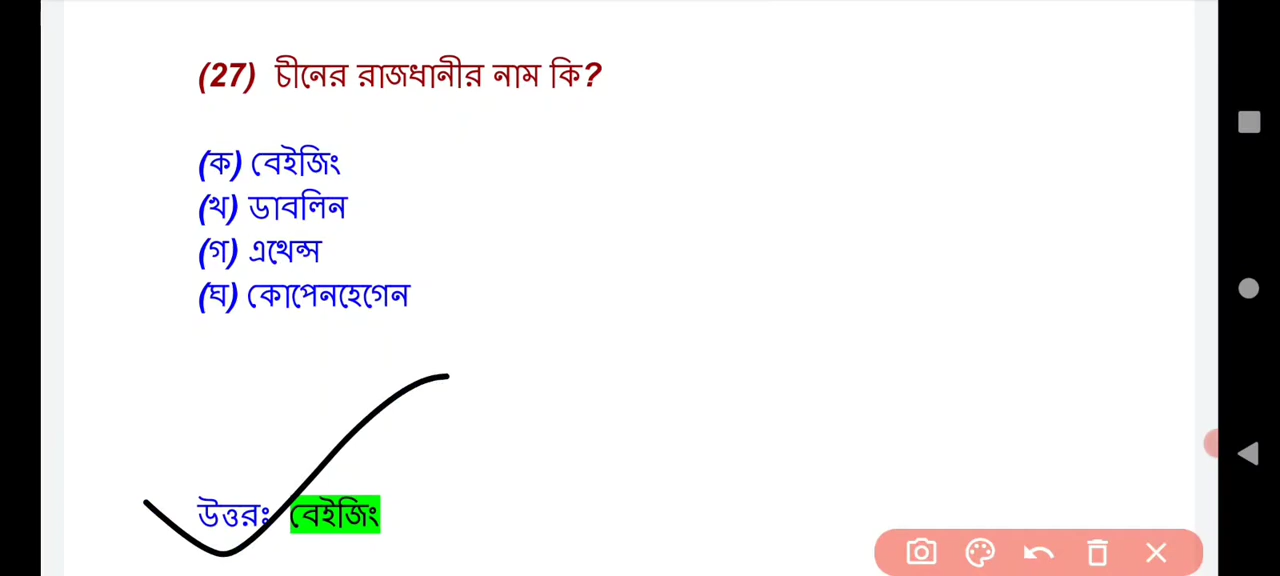 (27) চীনের রাজধানীর নাম কি?
(ক) বেইজিং
(খ) ডাবলিন
(গ) এথেন্স
(ঘ) কোপেনহেগেন
উত্তরঃ বেইজিং